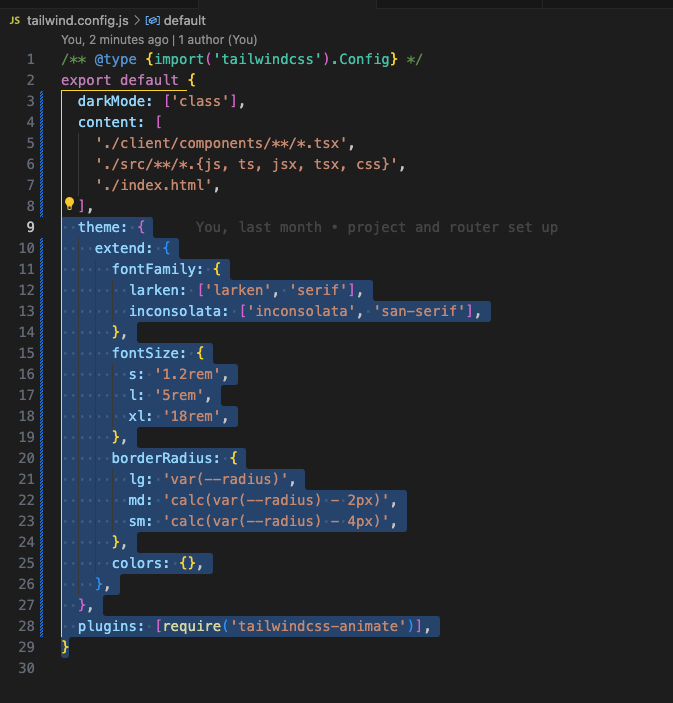 JS tailwind.config.js > default
You, 2 minutes ago | 1 author (You)
1 /** @type {import('tailwindcss').Config} */
2 export default {
3 darkMode: ['class'],
4 content: [
5 './client/components/**/*.tsx',
6 './src/**/*.{js, ts, jsx, tsx, css}',
7 './index.html',
8 ],
9 theme: { You, last month • project and router set up
10 extend: {
11 fontFamily: {
12 larken: ['larken', 'serif'],
13 inconsolata: ['inconsolata', 'san-serif'],
14 },
15 fontSize: {
16 s: '1.2rem',
17 l: '5rem',
18 xl: '18rem',
19 },
20 borderRadius: {
21 lg: 'var(--radius)',
22 md: 'calc(var(--radius) - 2px)',
23 sm: 'calc(var(--radius) - 4px)',
24 },
25 colors: {},
26 },
27 },
28 plugins: [require('tailwindcss-animate')],
29 }
30